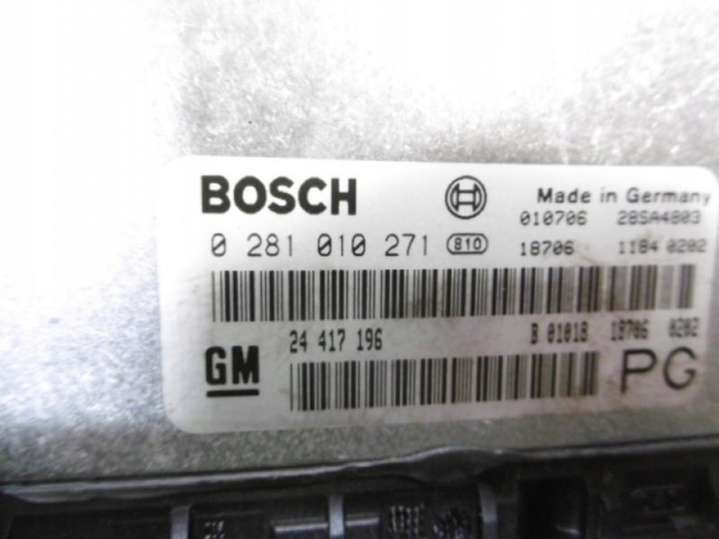 BOSCH Made in Germany
010706 28SA4803
0 281 010 271 810 18706 1184 0202
24 417 196 B 01018 18706 0202
GM PG